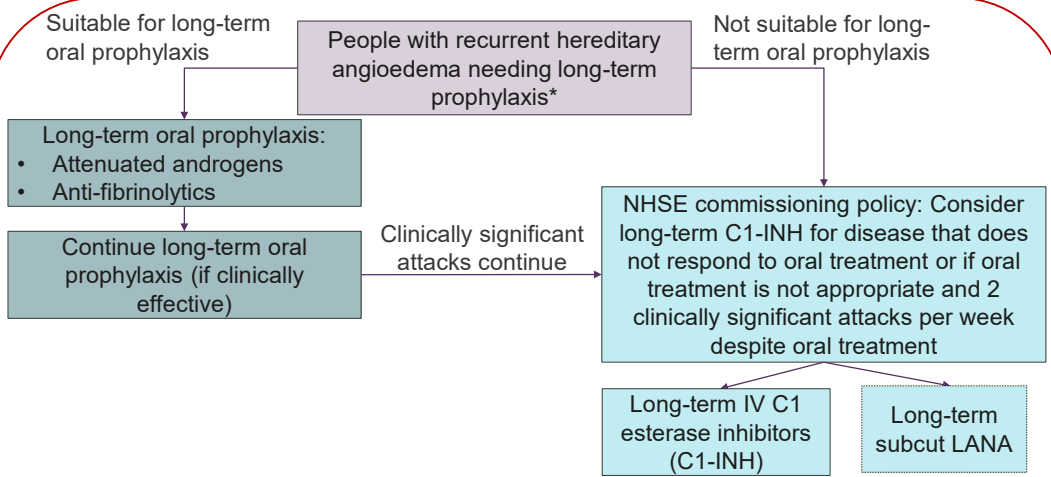 Suitable for long-term
oral prophylaxis
People with recurrent hereditary
angioedema needing long-term
prophylaxis*
Not suitable for long-
term oral prophylaxis
Long-term oral prophylaxis:
• Attenuated androgens
• Anti-fibrinolytics
Continue long-term oral
prophylaxis (if clinically
effective)
Clinically significant
attacks continue
NHSE commissioning policy: Consider
long-term C1-INH for disease that does
not respond to oral treatment or if oral
treatment is not appropriate and 2
clinically significant attacks per week
despite oral treatment
Long-term IV C1
esterase inhibitors
(C1-INH)
Long-term
subcut LANA